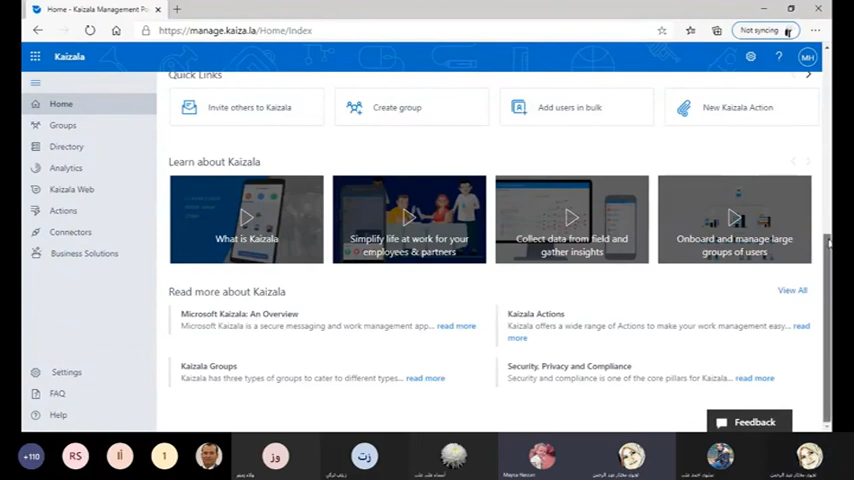 Home - Kaizala Management Po
https://manage.kaiza.la/Home/Index
Not syncing
Kaizala
MH
Home
Groups
Directory
Analytics
Kaizala Web
Actions
Connectors
Business Solutions
Settings
FAQ
Help
Quick Links
Invite others to Kaizala
Create group
Add users in bulk
New Kaizala Action
Learn about Kaizala
What is Kaizala
Simplify life at work for your
employees & partners
Collect data from field and
gather insights
Onboard and manage large
groups of users
Read more about Kaizala
View All
Microsoft Kaizala: An Overview
Microsoft Kaizala is a secure messaging and work management app... read more
Kaizala Actions
Kaizala offers a wide range of Actions to make your work management easy... read
more
Kaizala Groups
Kaizala has three types of groups to cater to different types... read more
Security, Privacy and Compliance
Security and compliance is one of the core pillars for Kaizala... read more
Feedback
+110
RS
أا
1
وز
زت
Maysa Hassan